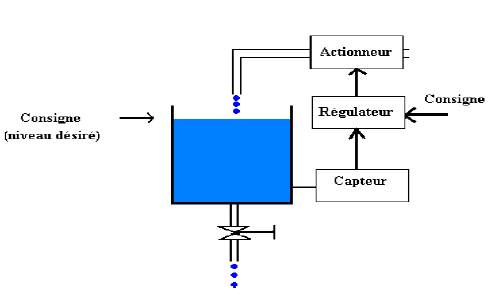 Actionneur
Consigne
Régulateur
Consigne
(niveau désiré)
Capteur